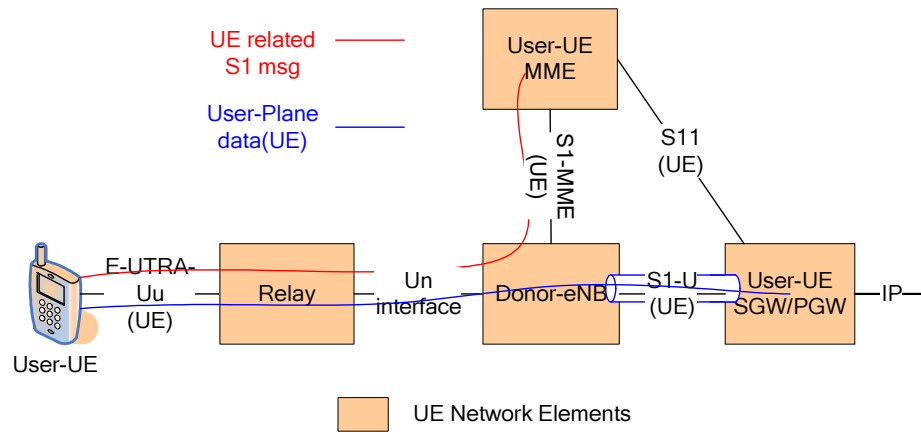 UE related
S1 msg
User-Plane
data(UE)
User-UE
MME
S1-MME
(UE)
S11
(UE)
E-UTRA-
Uu
(UE)
Relay
Un
interface
Donor-eNB
S1-U
(UE)
User-UE
SGW/PGW
IP
User-UE
UE Network Elements